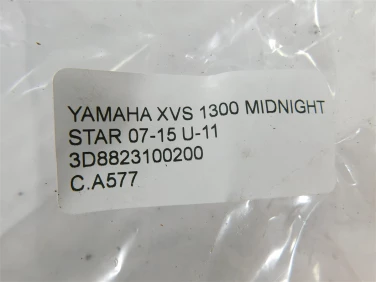 YAMAHA XVS 1300 MIDNIGHT
STAR 07-15 U-11
3D8823100200
C.A577